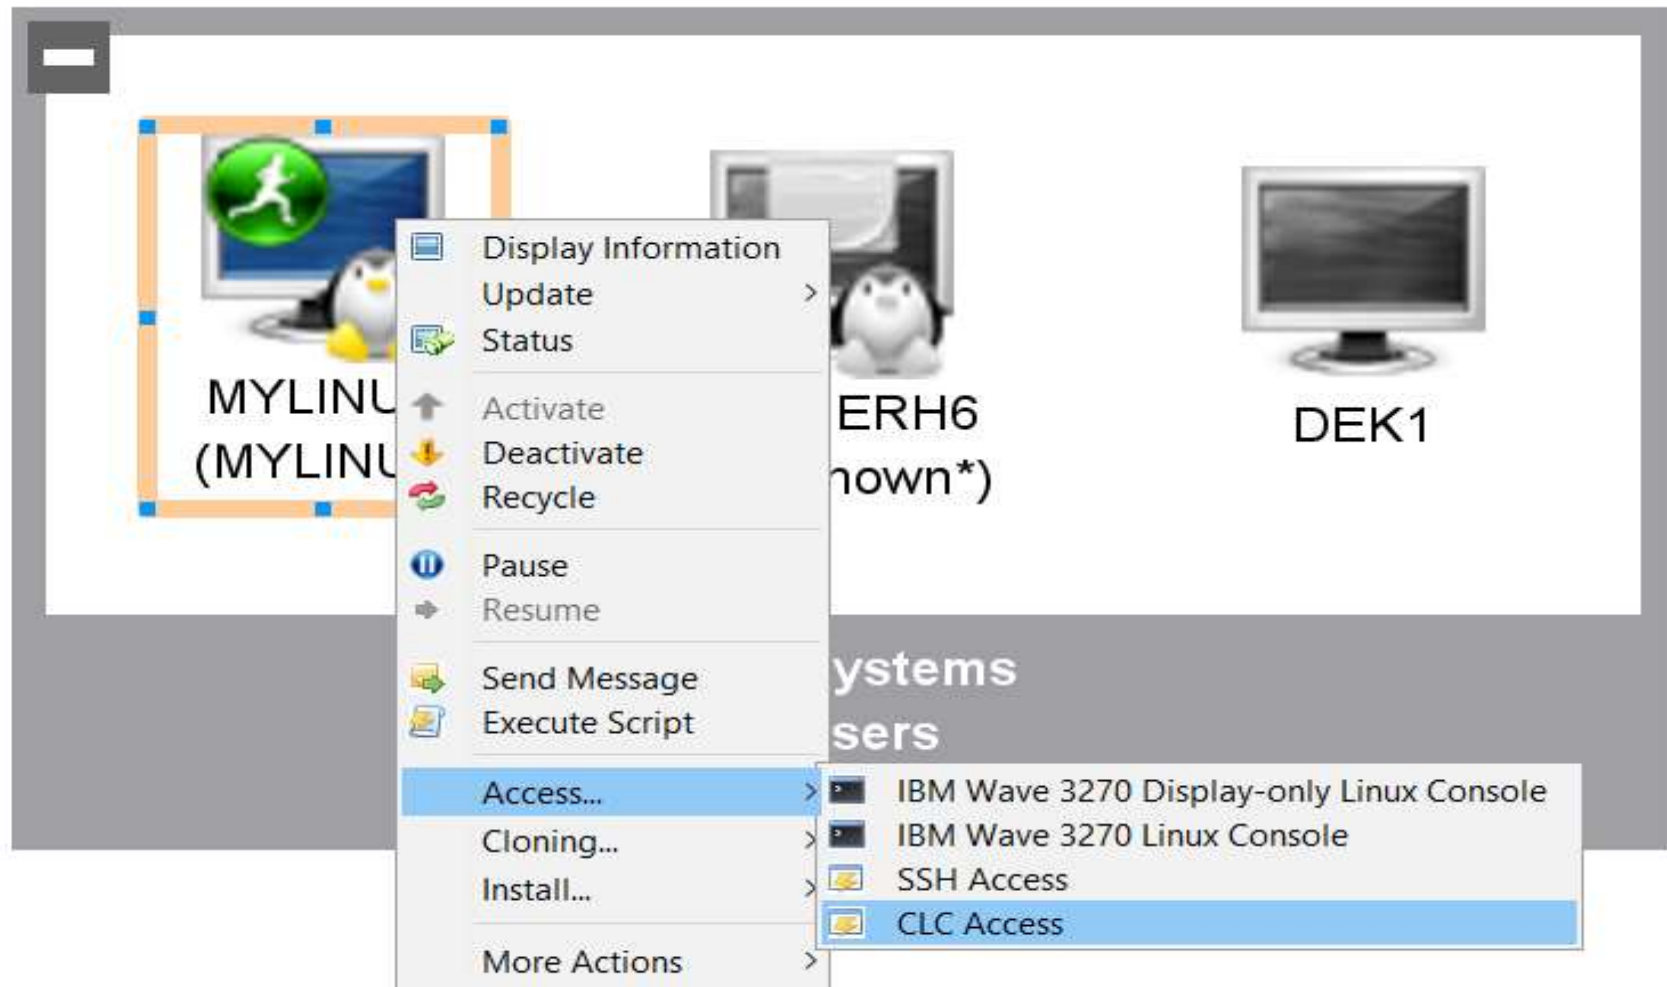 MYLINU
(MYLINU
ERH6
nown*)
DEK1
Display Information
Update
Status
Activate
Deactivate
Recycle
Pause
Resume
Send Message
Execute Script
Access...
Cloning...
Install...
More Actions
ystems
sers
IBM Wave 3270 Display-only Linux Console
IBM Wave 3270 Linux Console
SSH Access
CLC Access